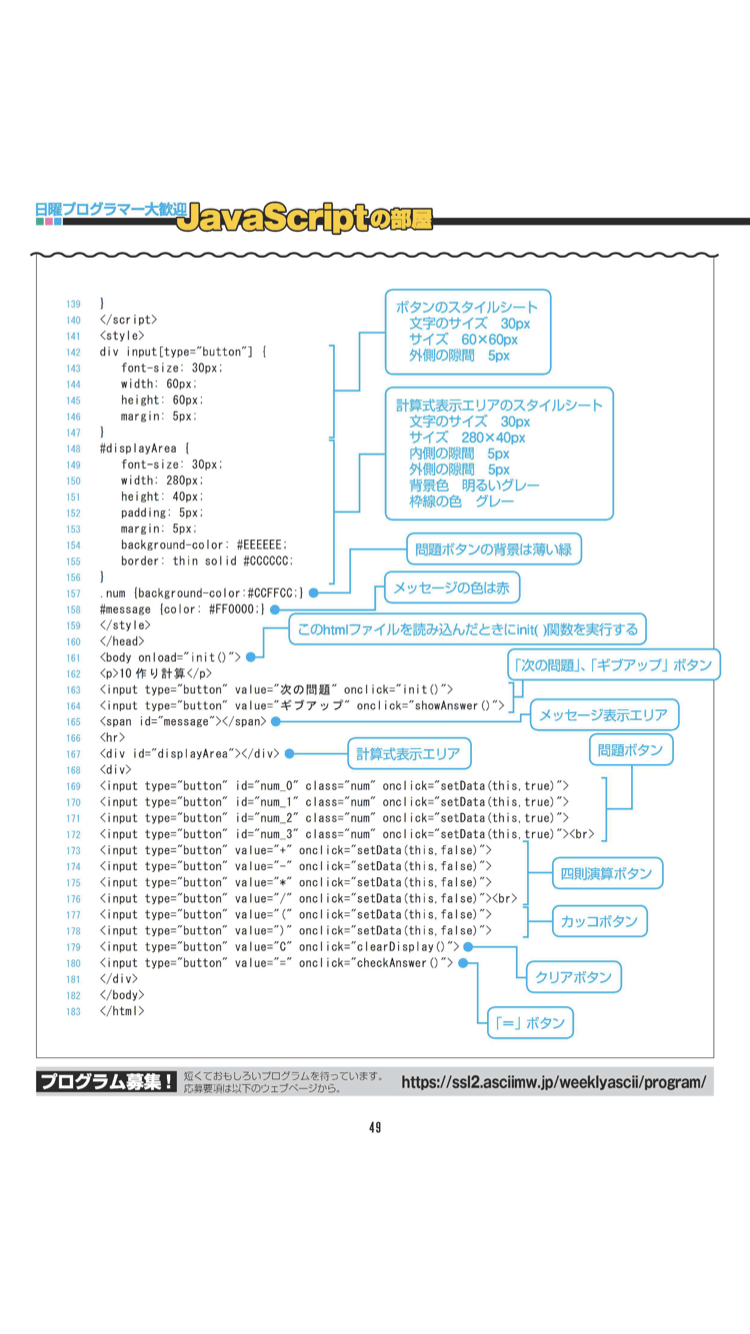 日曜プログラマー大歓迎
JavaScriptの部屋
139 }
140 </script>
141 <style>
142 div input[type="button"] {
143 font-size: 30px;
144 width: 60px;
145 height: 60px;
146 margin: 5px;
147 }
148 #displayArea {
149 font-size: 30px;
150 width: 280px;
151 height: 40px;
152 padding: 5px;
153 margin: 5px;
154 background-color: #EEEEEE;
155 border: thin solid #CCCCCC;
156 }
157 .num {background-color:#CCFFCC;}
158 #message {color: #FF0000;}
159 </style>
160 </head>
161 <body onload="init()">
162 <p>10作り計算</p>
163 <input type="button" value="次の問題" onclick="init()">
164 <input type="button" value="ギブアップ" onclick="showAnswer()">
165 <span id="message"></span>
166 <hr>
167 <div id="displayArea"></div>
168 <div>
169 <input type="button" id="num_0" class="num" onclick="setData(this,true)">
170 <input type="button" id="num_1" class="num" onclick="setData(this,true)">
171 <input type="button" id="num_2" class="num" onclick="setData(this,true)">
172 <input type="button" id="num_3" class="num" onclick="setData(this,true)"><br>
173 <input type="button" value="+" onclick="setData(this,false)">
174 <input type="button" value="-" onclick="setData(this,false)">
175 <input type="button" value="*" onclick="setData(this,false)">
176 <input type="button" value="/" onclick="setData(this,false)"><br>
177 <input type="button" value="(" onclick="setData(this,false)">
178 <input type="button" value=")" onclick="setData(this,false)">
179 <input type="button" value="C" onclick="clearDisplay()">
180 <input type="button" value="=" onclick="checkAnswer()">
181 </div>
182 </body>
183 </html>
ボタンのスタイルシート
文字のサイズ 30px
サイズ 60×60px
外側の隙間 5px
計算式表示エリアのスタイルシート
文字のサイズ 30px
サイズ 280×40px
内側の隙間 5px
外側の隙間 5px
背景色 明るいグレー
枠線の色 グレー
問題ボタンの背景は薄い緑
メッセージの色は赤
このhtmlファイルを読み込んだときにinit( )関数を実行する
「次の問題」、「ギブアップ」ボタン
メッセージ表示エリア
計算式表示エリア
問題ボタン
四則演算ボタン
カッコボタン
クリアボタン
「＝」ボタン
プログラム募集！
短くておもしろいプログラムを待っています。
応募要項は以下のウェブページから。
https://ssl2.asciimw.jp/weeklyascii/program/
49